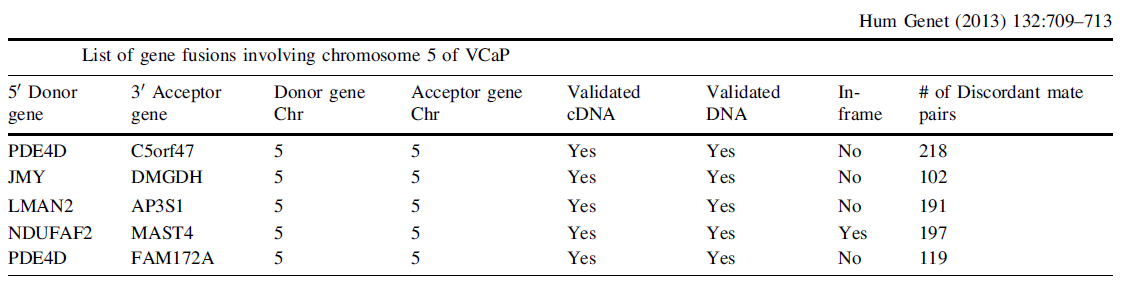 Hum Genet (2013) 132:709–713
List of gene fusions involving chromosome 5 of VCaP
5′ Donor gene 3′ Acceptor gene Donor gene Chr Acceptor gene Chr Validated cDNA Validated DNA In-frame # of Discordant mate pairs
PDE4D C5orf47 5 5 Yes Yes No 218
JMY DMGDH 5 5 Yes Yes No 102
LMAN2 AP3S1 5 5 Yes Yes No 191
NDUFAF2 MAST4 5 5 Yes Yes Yes 197
PDE4D FAM172A 5 5 Yes Yes No 119